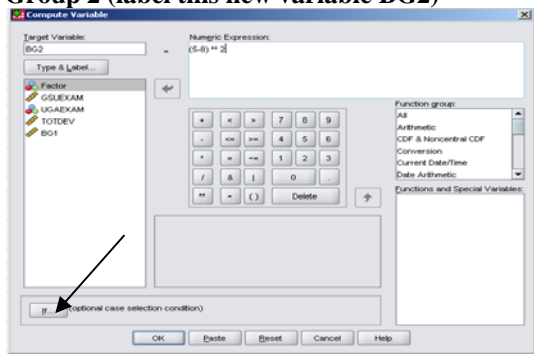 Group 2 (label this new variable BG2)
Compute Variable
Target Variable:
BG2
=
Numeric Expression:
(5-8) ** 2
Type & Label...
Factor
GSUEXAM
UGAEXAM
TOTDEV
BG1
+ < > 7 8 9
- <= >= 4 5 6
* = ~= 1 2 3
/ & | 0 .
** ~ ( ) Delete
Function group:
All
Arithmetic
CDF & Noncentral CDF
Conversion
Current Date/Time
Date Arithmetic
Functions and Special Variables:
If... (optional case selection condition)
OK Paste Reset Cancel Help